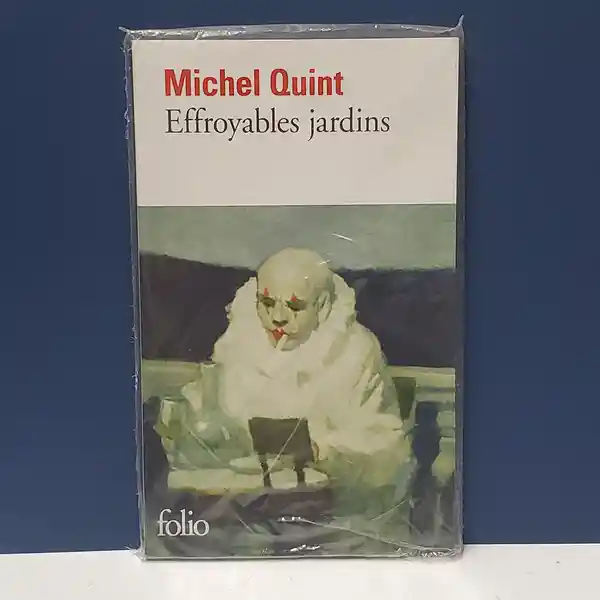 Michel Quint
Effroyables jardins
folio